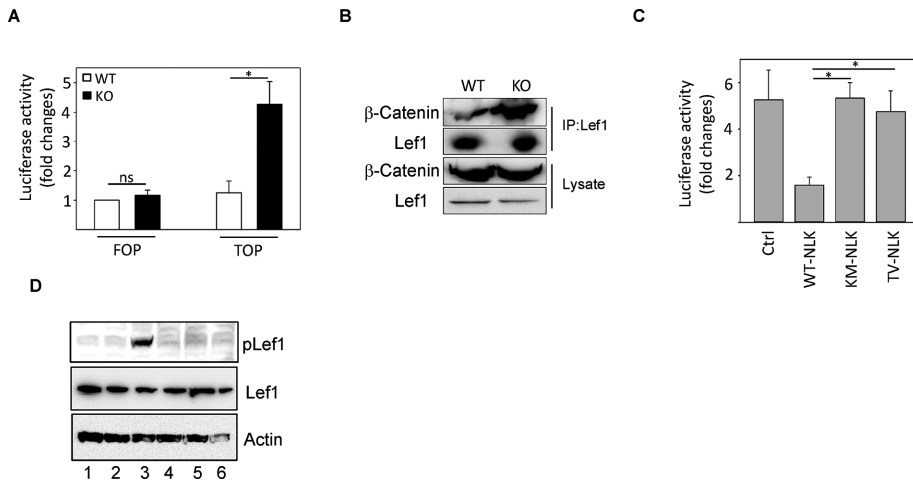 A
Luciferase activity
(fold changes)
5
4
3
2
1
WT
KO
ns
*
FOP
TOP
B
WT KO
β-Catenin
Lef1
IP:Lef1
β-Catenin
Lef1
Lysate
C
Luciferase activity
(fold changes)
6
4
2
*
*
Ctrl
WT-NLK
KM-NLK
TV-NLK
D
pLef1
Lef1
Actin
1 2 3 4 5 6